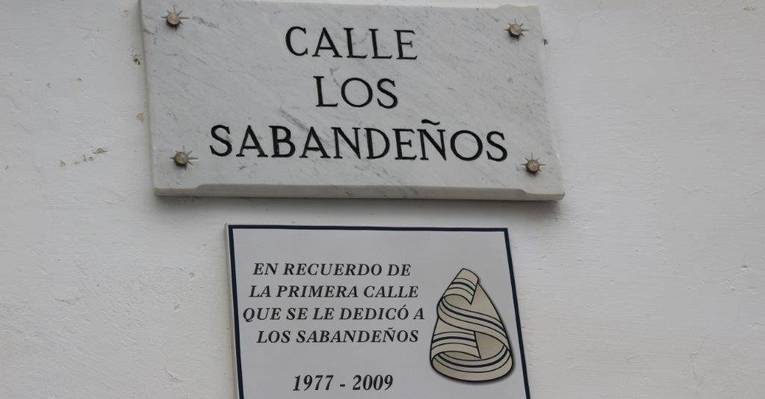 CALLE
LOS
SABANDEÑOS
EN RECUERDO DE
LA PRIMERA CALLE
QUE SE LE DEDICÓ A
LOS SABANDEÑOS
1977 - 2009